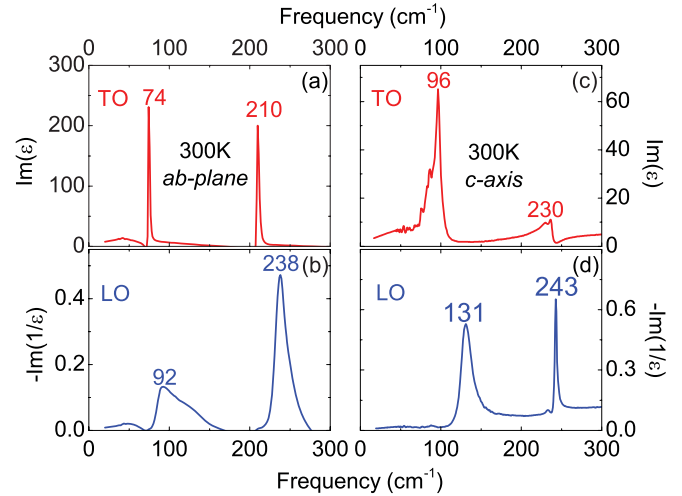 Frequency (cm⁻¹)
0 100 200 300
0 100 200 300
300
200
100
0
Im(ε)
TO
74
210
(a)
300K
ab-plane
TO
96
230
(c)
300K
c-axis
60
40
20
0
Im(ε)
0.4
0.2
0.0
-Im(1/ε)
LO
92
238
(b)
LO
131
243
(d)
0.6
0.3
0.0
-Im(1/ε)
0 100 200 300
0 100 200 300
Frequency (cm⁻¹)